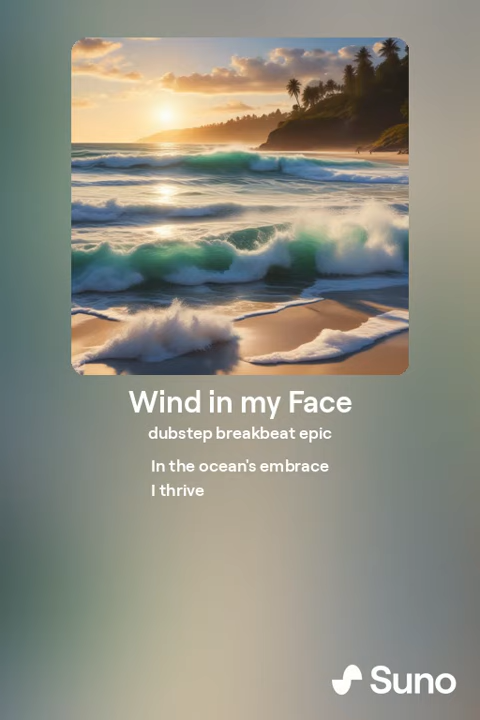 Wind in my Face
dubstep breakbeat epic
In the ocean's embrace
I thrive
Suno